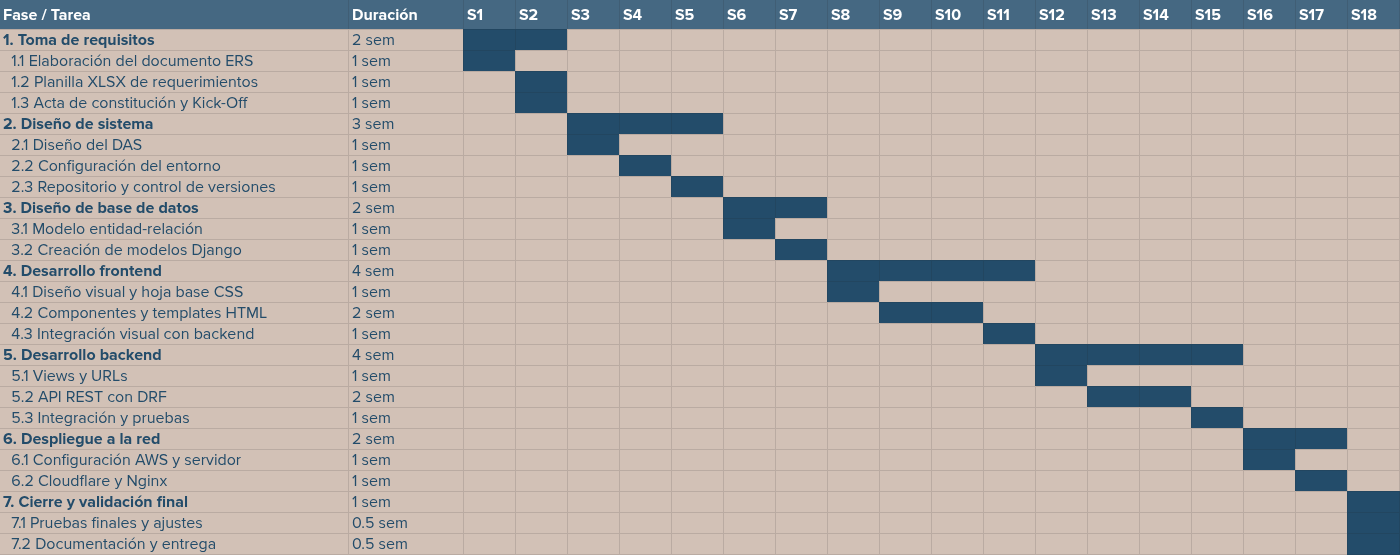 Fase / Tarea Duración S1 S2 S3 S4 S5 S6 S7 S8 S9 S10 S11 S12 S13 S14 S15 S16 S17 S18
1. Toma de requisitos 2 sem
1.1 Elaboración del documento ERS 1 sem
1.2 Planilla XLSX de requerimientos 1 sem
1.3 Acta de constitución y Kick-Off 1 sem
2. Diseño de sistema 3 sem
2.1 Diseño del DAS 1 sem
2.2 Configuración del entorno 1 sem
2.3 Repositorio y control de versiones 1 sem
3. Diseño de base de datos 2 sem
3.1 Modelo entidad-relación 1 sem
3.2 Creación de modelos Django 1 sem
4. Desarrollo frontend 4 sem
4.1 Diseño visual y hoja base CSS 1 sem
4.2 Componentes y templates HTML 2 sem
4.3 Integración visual con backend 1 sem
5. Desarrollo backend 4 sem
5.1 Views y URLs 1 sem
5.2 API REST con DRF 2 sem
5.3 Integración y pruebas 1 sem
6. Despliegue a la red 2 sem
6.1 Configuración AWS y servidor 1 sem
6.2 Cloudflare y Nginx 1 sem
7. Cierre y validación final 1 sem
7.1 Pruebas finales y ajustes 0.5 sem
7.2 Documentación y entrega 0.5 sem